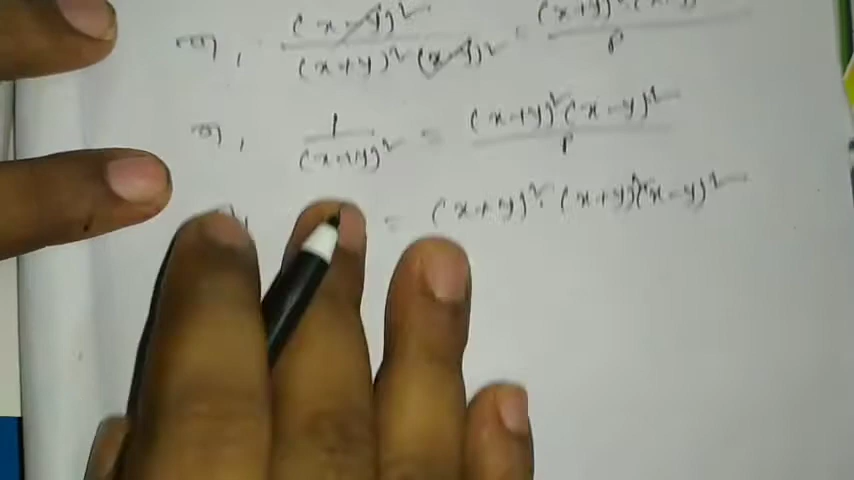 বা, (x-y)² / (x+y)² (x-y)² = (x+y)² (x-y)² / P
বা, 1 / (x+y)² = (x+y)² (x-y)² / P
= (x+y)². (x+y)² (x-y)²